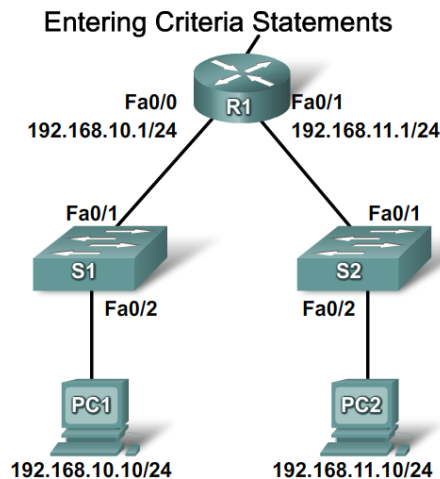 Entering Criteria Statements
Fa0/0
Fa0/1
R1
192.168.10.1/24
192.168.11.1/24
Fa0/1
Fa0/1
S1
S2
Fa0/2
Fa0/2
PC1
PC2
192.168.10.10/24
192.168.11.10/24